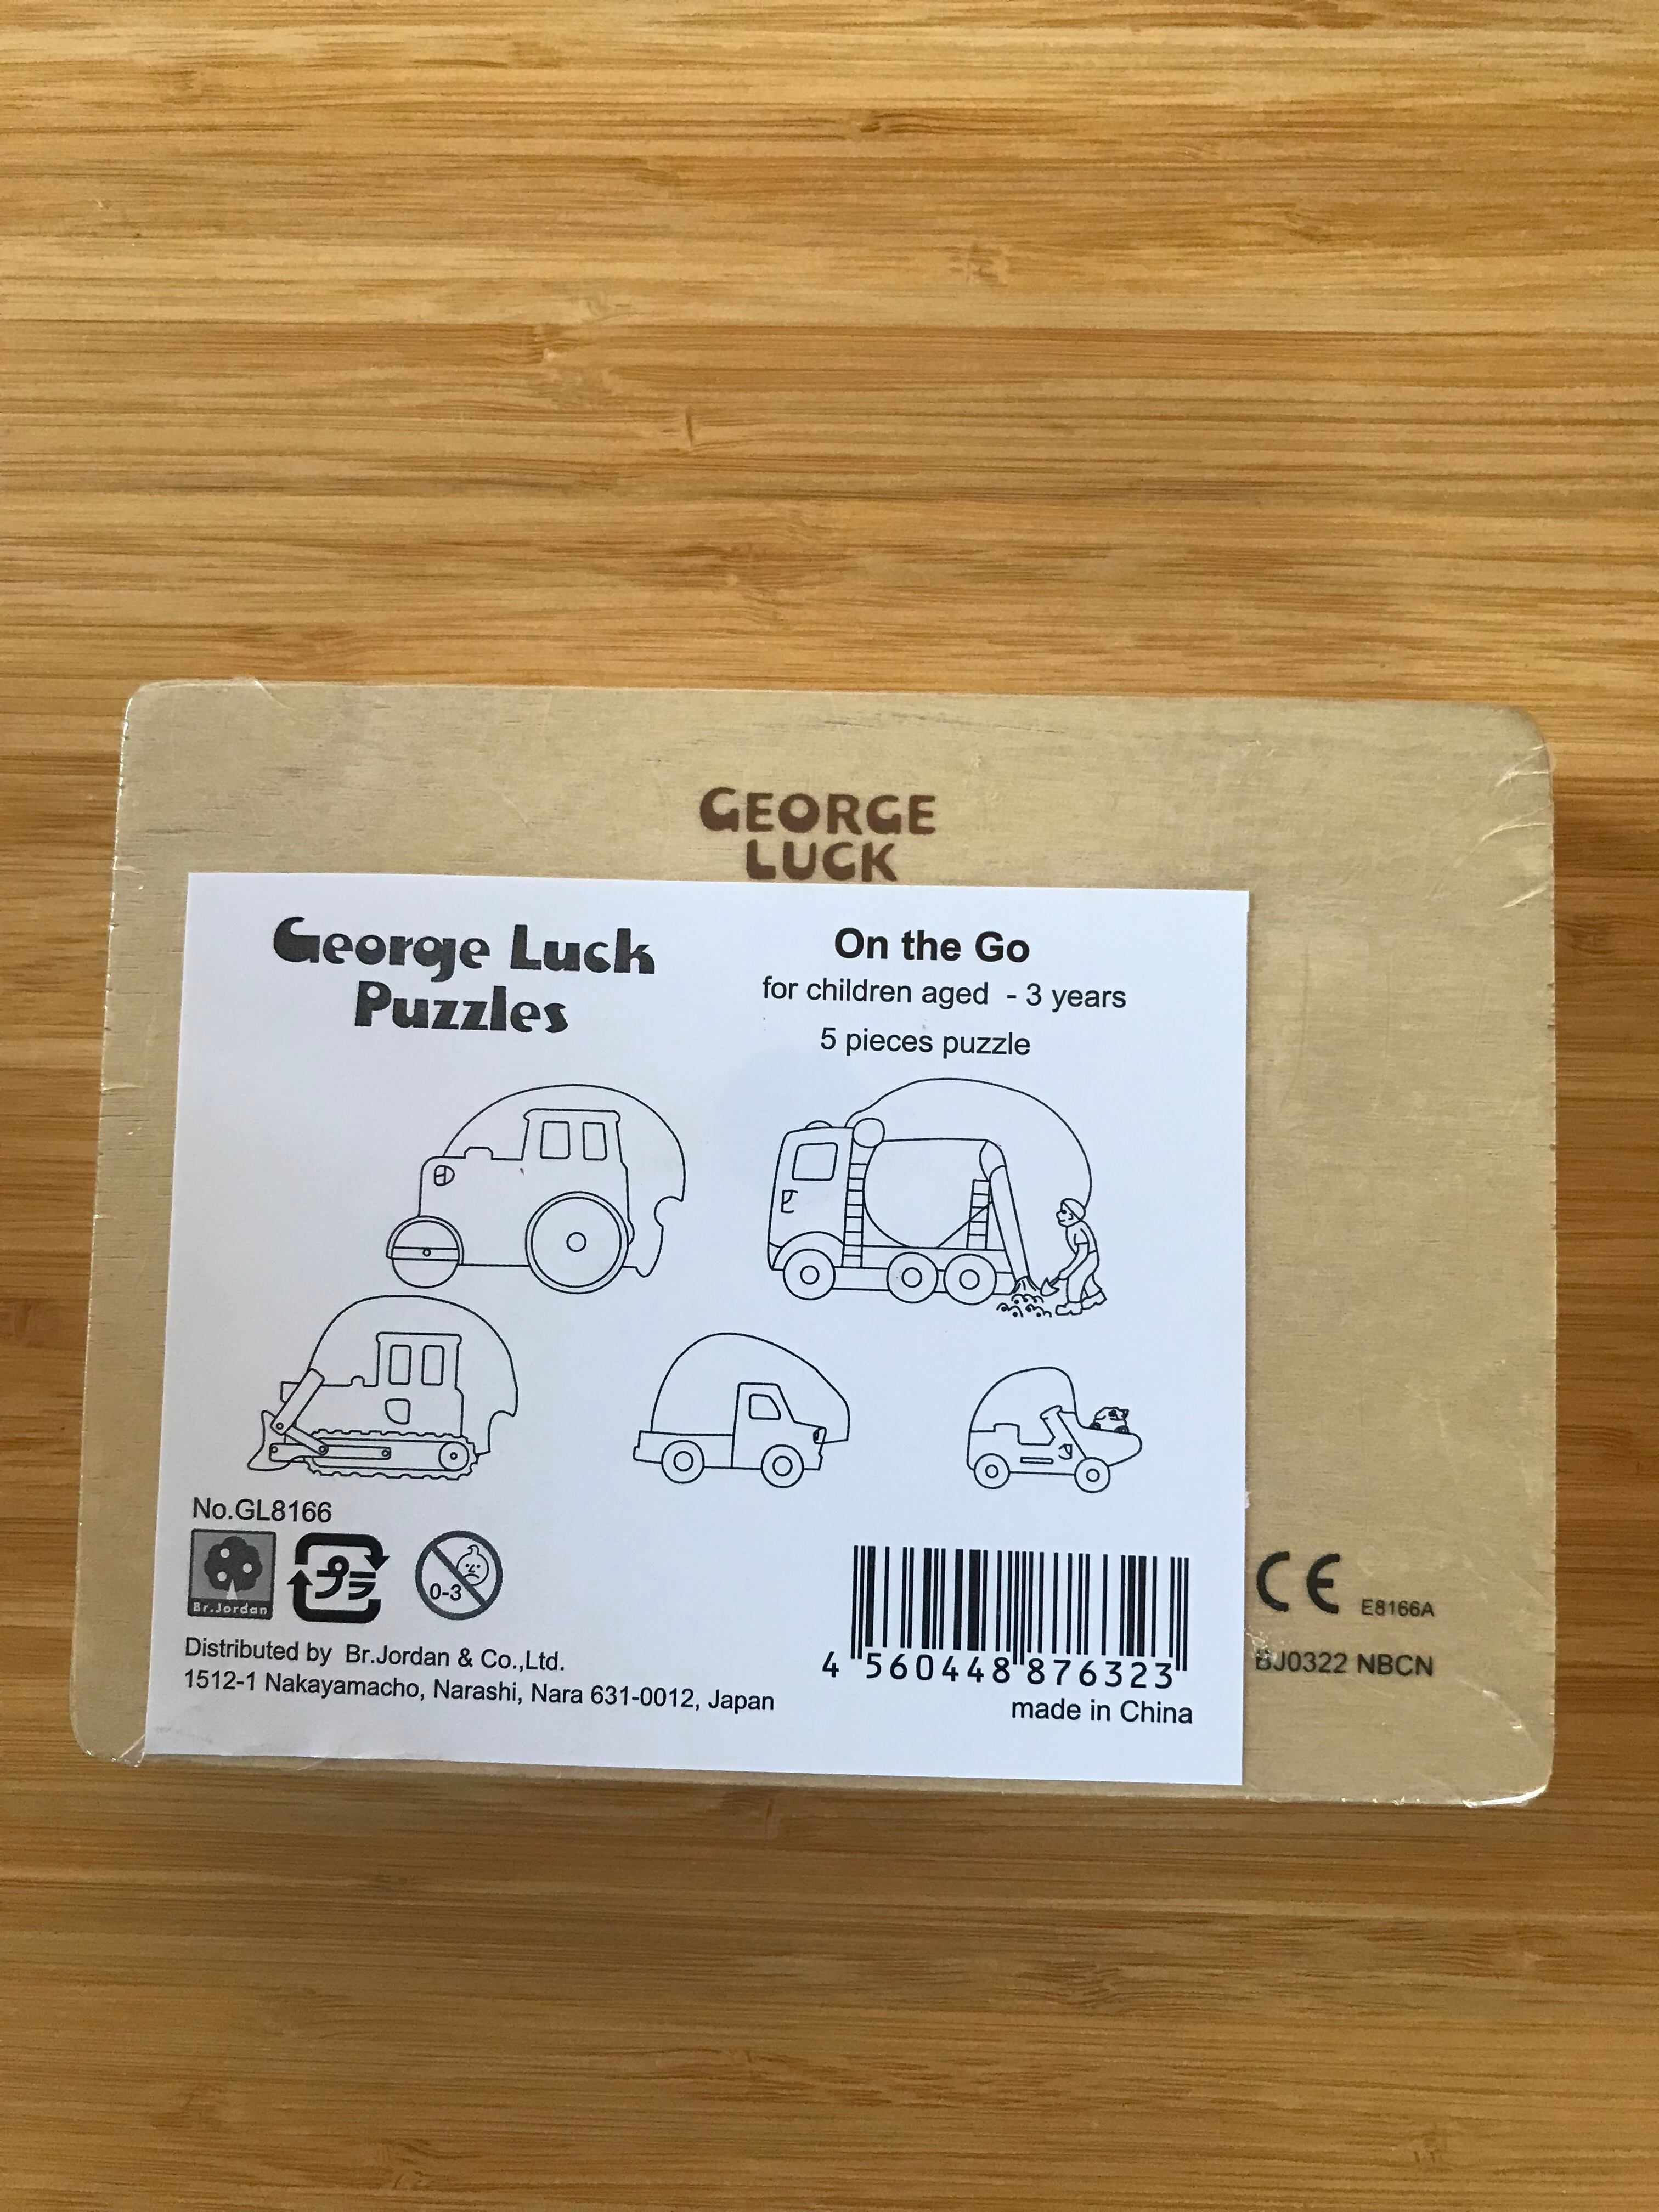 GEORGE
LUCK
George Luck
Puzzles
On the Go
for children aged - 3 years
5 pieces puzzle
No.GL8166
Br.Jordan
プラ
0-3
Distributed by Br.Jordan & Co.,Ltd.
1512-1 Nakayamacho, Narashi, Nara 631-0012, Japan
4 560448 876323
made in China
CE E8166A
BJ0322 NBCN